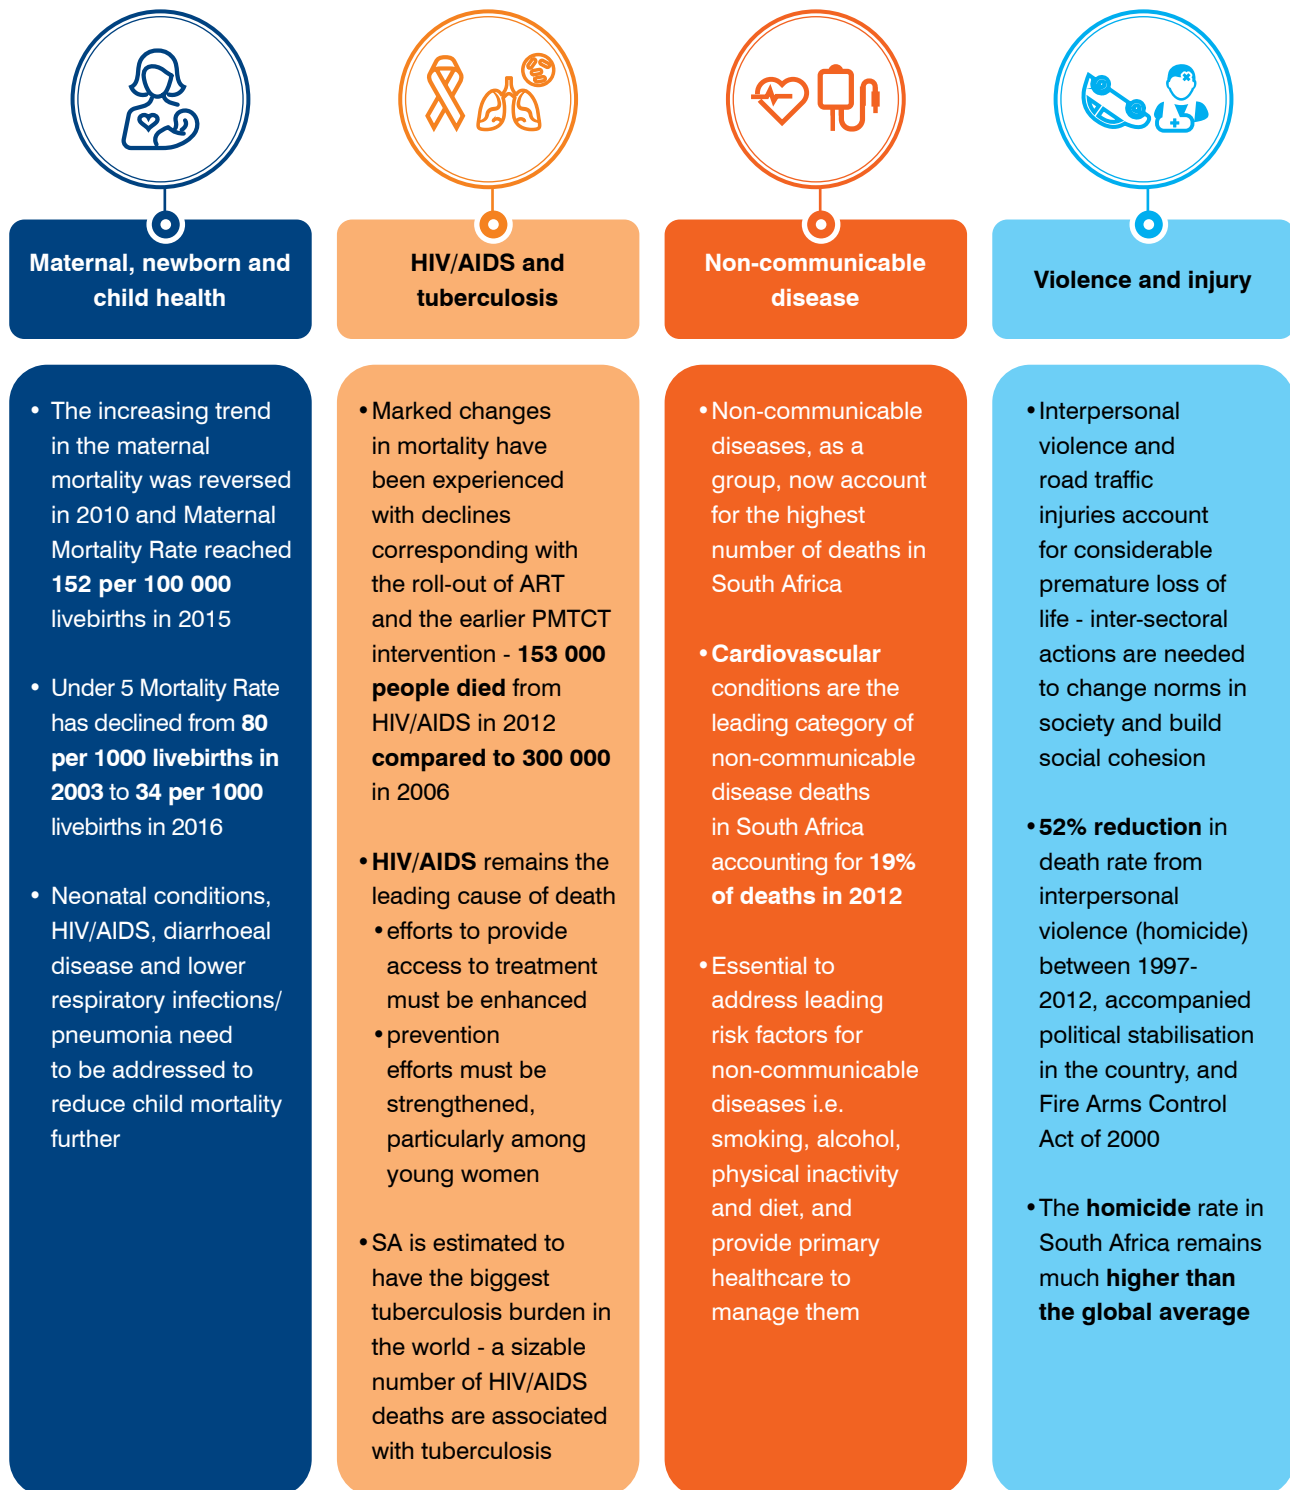 Maternal, newborn and
child health
• The increasing trend
in the maternal
mortality was reversed
in 2010 and Maternal
Mortality Rate reached
152 per 100 000
livebirths in 2015
• Under 5 Mortality Rate
has declined from 80
per 1000 livebirths in
2003 to 34 per 1000
livebirths in 2016
• Neonatal conditions,
HIV/AIDS, diarrhoeal
disease and lower
respiratory infections/
pneumonia need
to be addressed to
reduce child mortality
further
HIV/AIDS and
tuberculosis
• Marked changes
in mortality have
been experienced
with declines
corresponding with
the roll-out of ART
and the earlier PMTCT
intervention - 153 000
people died from
HIV/AIDS in 2012
compared to 300 000
in 2006
• HIV/AIDS remains the
leading cause of death
• efforts to provide
access to treatment
must be enhanced
• prevention
efforts must be
strengthened,
particularly among
young women
• SA is estimated to
have the biggest
tuberculosis burden in
the world - a sizable
number of HIV/AIDS
deaths are associated
with tuberculosis
Non-communicable
disease
• Non-communicable
diseases, as a
group, now account
for the highest
number of deaths in
South Africa
• Cardiovascular
conditions are the
leading category of
non-communicable
disease deaths
in South Africa
accounting for 19%
of deaths in 2012
• Essential to
address leading
risk factors for
non-communicable
diseases i.e.
smoking, alcohol,
physical inactivity
and diet, and
provide primary
healthcare to
manage them
Violence and injury
• Interpersonal
violence and
road traffic
injuries account
for considerable
premature loss of
life - inter-sectoral
actions are needed
to change norms in
society and build
social cohesion
• 52% reduction in
death rate from
interpersonal
violence (homicide)
between 1997-
2012, accompanied
political stabilisation
in the country, and
Fire Arms Control
Act of 2000
• The homicide rate in
South Africa remains
much higher than
the global average